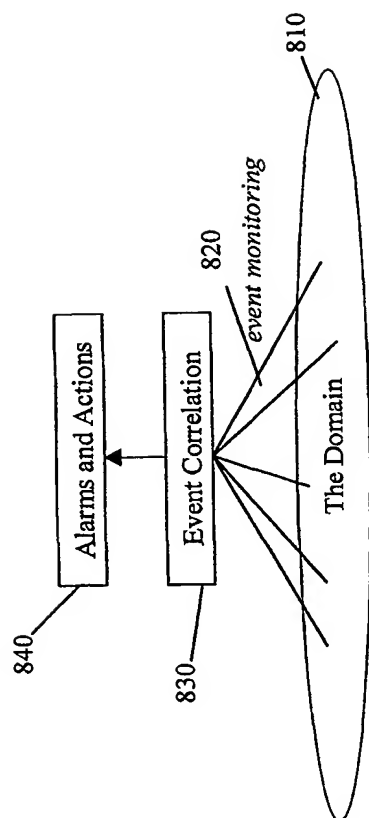 840
Alarms and Actions
830
Event Correlation
820
event monitoring
The Domain
810